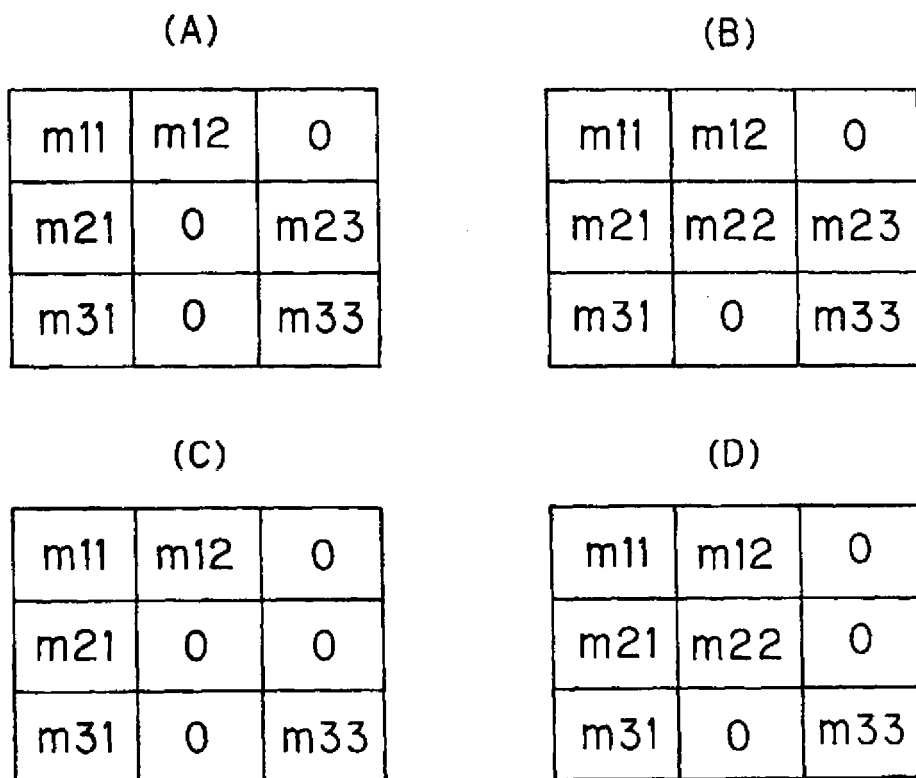 (A)
m11 m12 0
m21 0 m23
m31 0 m33
(B)
m11 m12 0
m21 m22 m23
m31 0 m33
(C)
m11 m12 0
m21 0 0
m31 0 m33
(D)
m11 m12 0
m21 m22 0
m31 0 m33